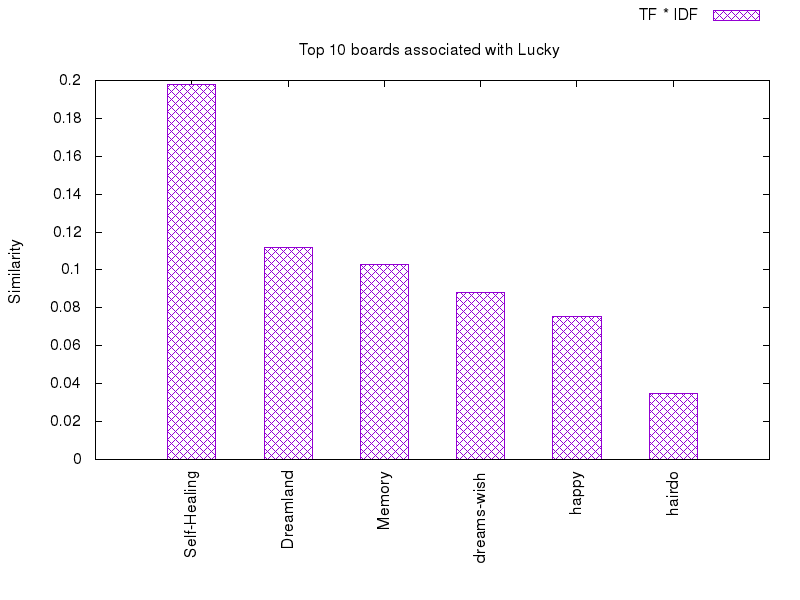 TF * IDF
Top 10 boards associated with Lucky
0.2
0.18
0.16
0.14
0.12
0.1
0.08
0.06
0.04
0.02
0
Similarity
Self-Healing
Dreamland
Memory
dreams-wish
happy
hairdo